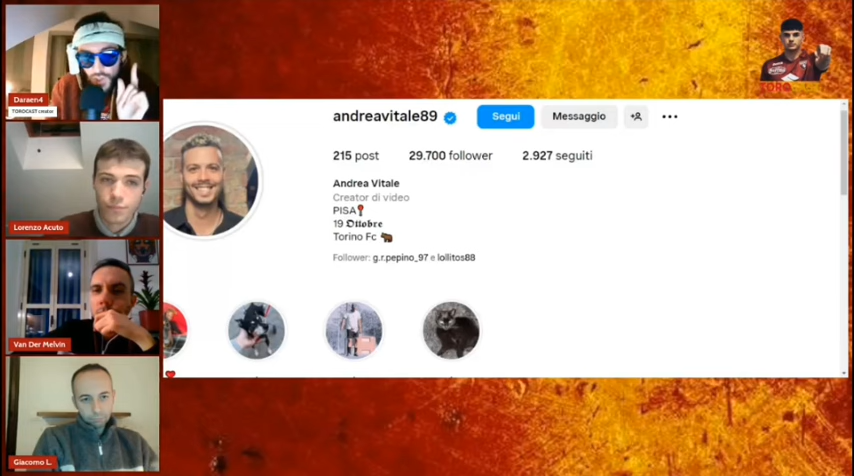 Daraen4
TOROCAST creator
Lorenzo Acuto
Van Der Melvin
Giacomo L.
andreavitale89
Segui
Messaggio
215 post
29.700 follower
2.927 seguiti
Andrea Vitale
Creator di video
PISA📍
19 𝕺𝖙𝖙𝖔𝖇𝖗𝖊
Torino Fc 🐂
Follower: g.r.pepino_97 e lollitos88